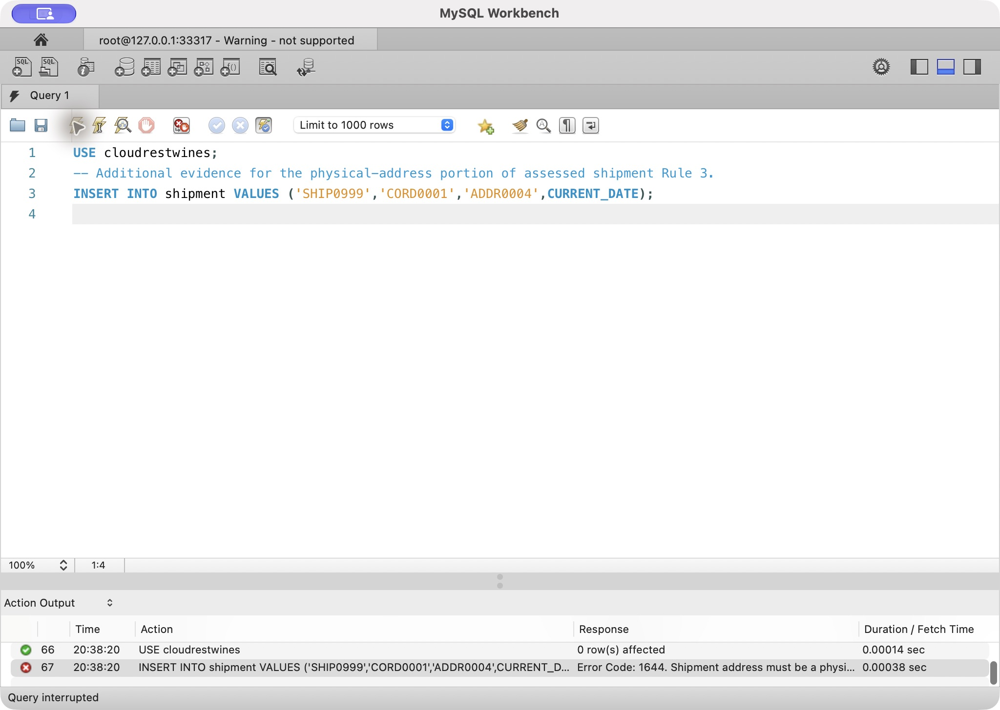 MySQL Workbench
root@127.0.0.1:33317 - Warning - not supported
SQL SQL f()
Query 1
Limit to 1000 rows
1 USE cloudrestwines;
2 -- Additional evidence for the physical-address portion of assessed shipment Rule 3.
3 INSERT INTO shipment VALUES ('SHIP0999','CORD0001','ADDR0004',CURRENT_DATE);
4
100% 1:4
Action Output
Time Action Response Duration / Fetch Time
66 20:38:20 USE cloudrestwines 0 row(s) affected 0.00014 sec
67 20:38:20 INSERT INTO shipment VALUES ('SHIP0999','CORD0001','ADDR0004',CURRENT_D... Error Code: 1644. Shipment address must be a physi... 0.00038 sec
Query interrupted